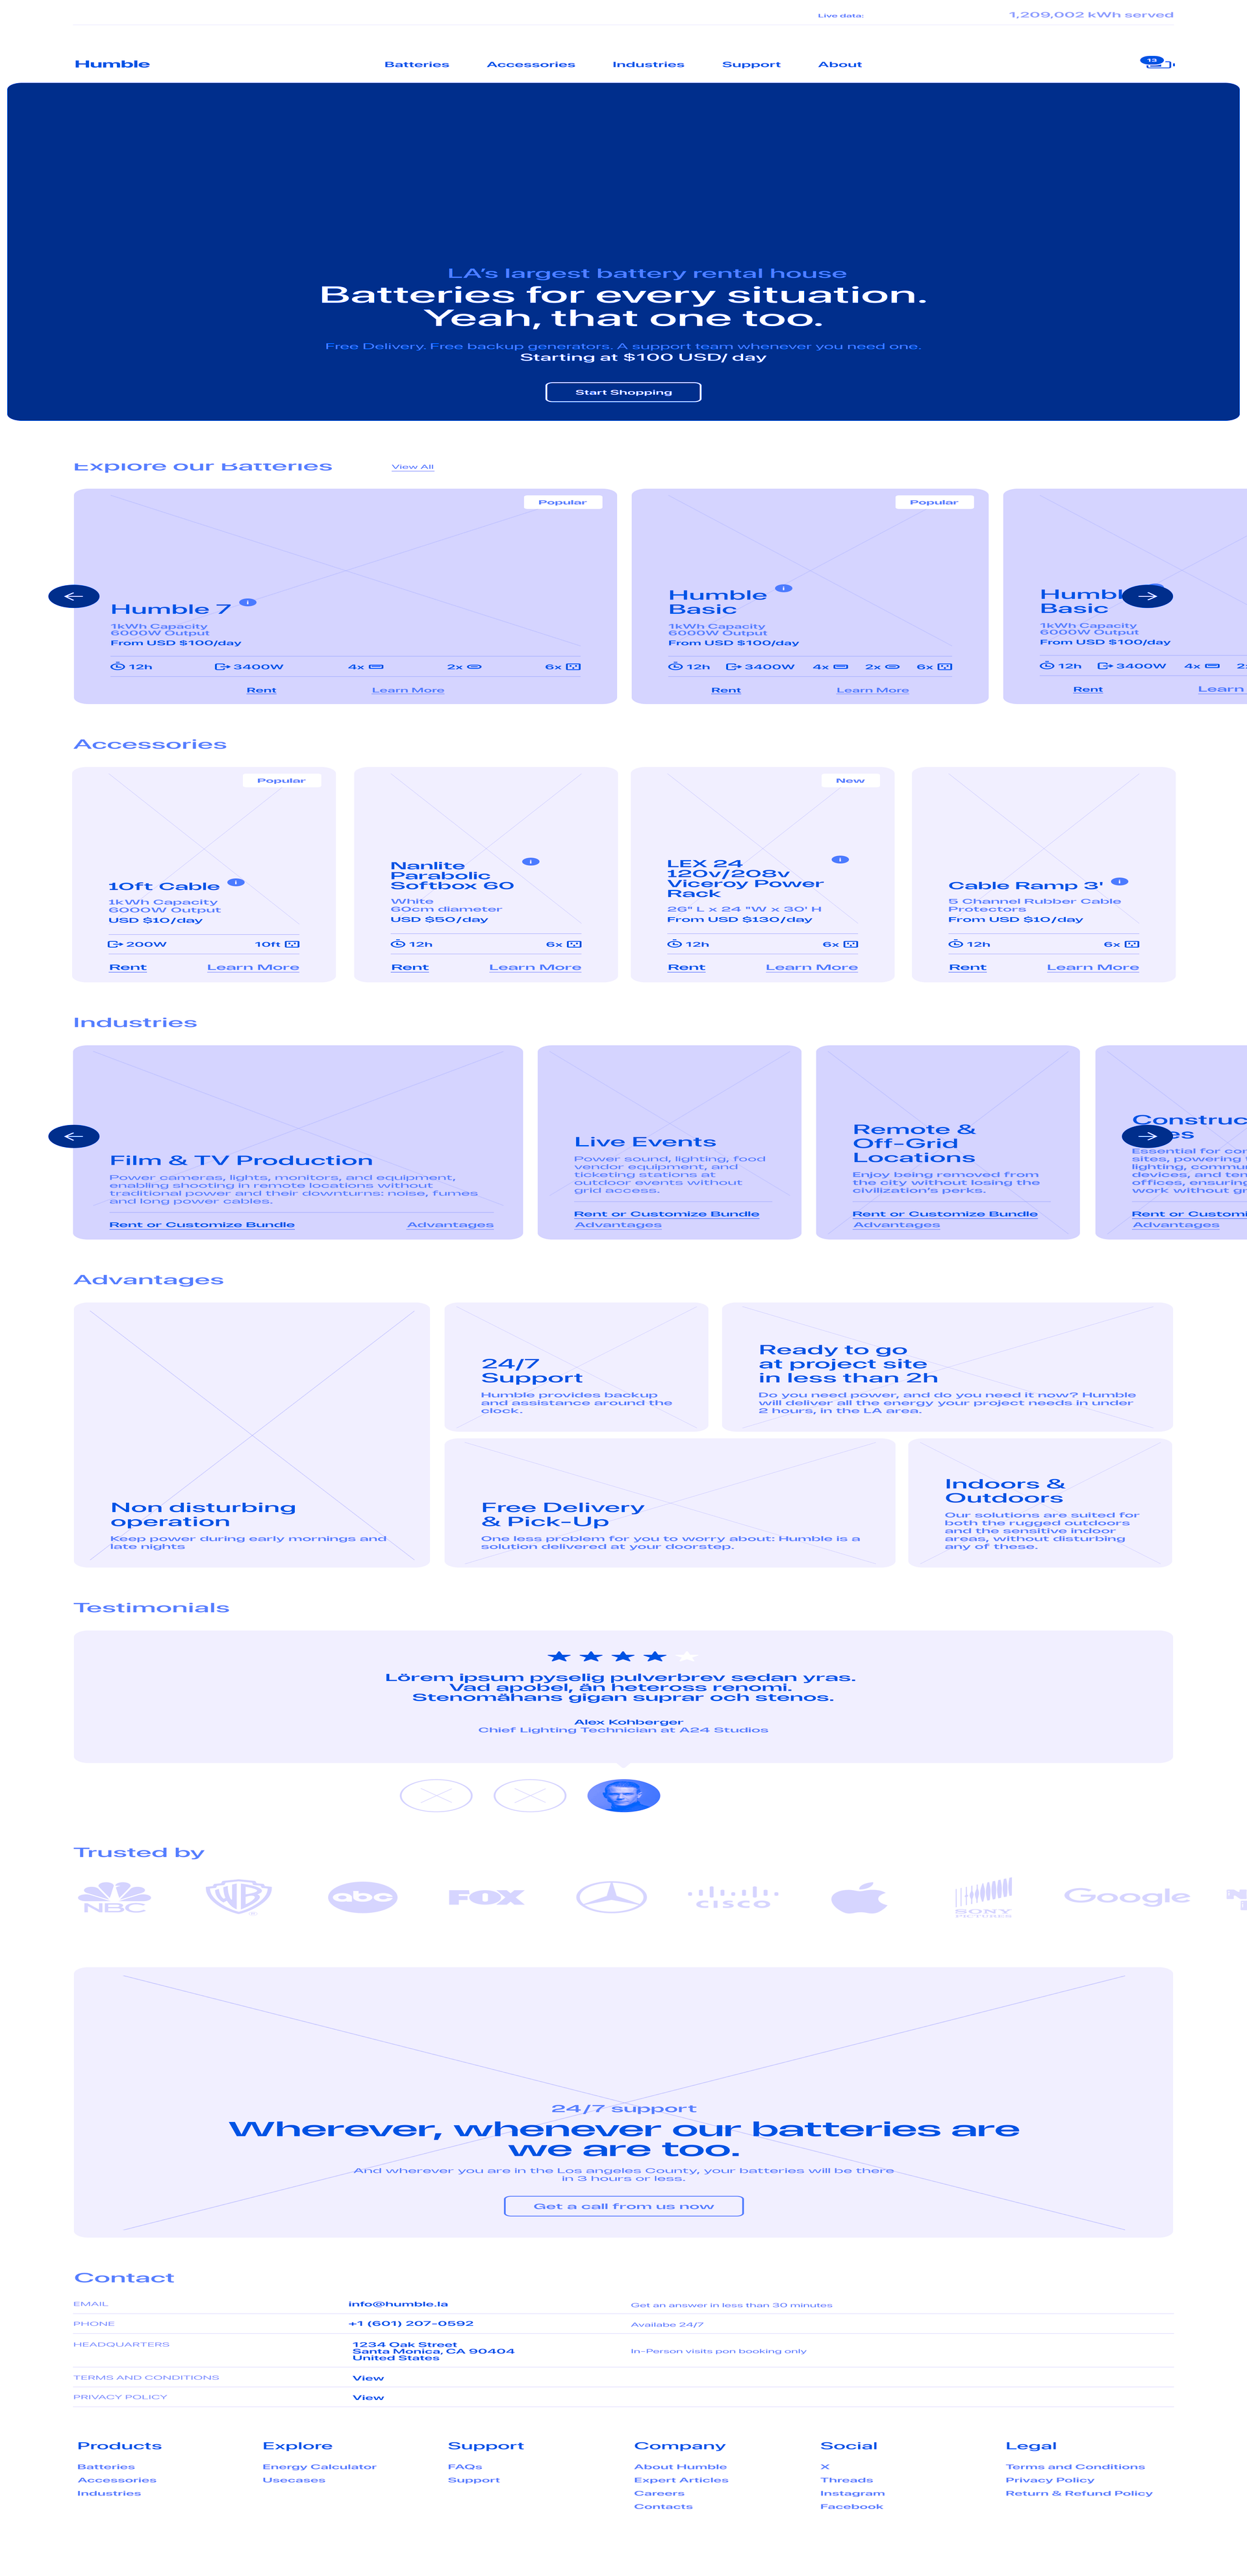 Live data:
1,209,002 kWh served
Humble
Batteries
Accessories
Industries
Support
About
13
LA's largest battery rental house
Batteries for every situation.
Yeah, that one too.
Free Delivery. Free backup generators. A support team whenever you need one.
Starting at $100 USD/ day
Start Shopping
Explore our Batteries
View All
Popular
Humble 7
i
1kWh Capacity
6000W Output
From USD $100/day
12h
3400W
4x
2x
6x
Rent
Learn More
Popular
Humble
Basic
i
1kWh Capacity
6000W Output
From USD $100/day
12h
3400W
4x
2x
6x
Rent
Learn More
Humbl
Basic
1kWh Capacity
6000W Output
From USD $100/day
12h
3400W
4x
2
Rent
Learn
Accessories
Popular
10ft Cable
i
1kWh Capacity
6000W Output
USD $10/day
200W
10ft
Rent
Learn More
Nanlite
Parabolic
Softbox 60
i
White
60cm diameter
USD $50/day
12h
6x
Rent
Learn More
New
LEX 24
120v/208v
Viceroy Power
Rack
i
26" L x 24 "W x 30' H
From USD $130/day
12h
6x
Rent
Learn More
Cable Ramp 3'
i
5 Channel Rubber Cable
Protectors
From USD $10/day
12h
6x
Rent
Learn More
Industries
Film & TV Production
Power cameras, lights, monitors, and equipment,
enabling shooting in remote locations without
traditional power and their downturns: noise, fumes
and long power cables.
Rent or Customize Bundle
Advantages
Live Events
Power sound, lighting, food
vendor equipment, and
ticketing stations at
outdoor events without
grid access.
Rent or Customize Bundle
Advantages
Remote &
Off-Grid
Locations
Enjoy being removed from
the city without losing the
civilization's perks.
Rent or Customize Bundle
Advantages
Construc
es
Essential for con
sites, powering
lighting, commu
devices, and ten
offices, ensuring
work without gr
Rent or Customi
Advantages
Advantages
Non disturbing
operation
Keep power during early mornings and
late nights
24/7
Support
Humble provides backup
and assistance around the
clock.
Ready to go
at project site
in less than 2h
Do you need power, and do you need it now? Humble
will deliver all the energy your project needs in under
2 hours, in the LA area.
Free Delivery
& Pick-Up
One less problem for you to worry about: Humble is a
solution delivered at your doorstep.
Indoors &
Outdoors
Our solutions are suited for
both the rugged outdoors
and the sensitive indoor
areas, without disturbing
any of these.
Testimonials
Lörem ipsum pyselig pulverbrev sedan yras.
Vad apobel, än heteross renomi.
Stenomähans gigan suprar och stenos.
Alex Kohberger
Chief Lighting Technician at A24 Studios
Trusted by
NBC
WB
abc
FOX
CISCO
SONY
PICTURES
Google
24/7 support
Wherever, whenever our batteries are
we are too.
And wherever you are in the Los angeles County, your batteries will be there
in 3 hours or less.
Get a call from us now
Contact
EMAIL
info@humble.la
Get an answer in less than 30 minutes
PHONE
+1 (601) 207-0592
Availabe 24/7
HEADQUARTERS
1234 Oak Street
Santa Monica, CA 90404
United States
In-Person visits pon booking only
TERMS AND CONDITIONS
View
PRIVACY POLICY
View
Products
Batteries
Accessories
Industries
Explore
Energy Calculator
Usecases
Support
FAQs
Support
Company
About Humble
Expert Articles
Careers
Contacts
Social
X
Threads
Instagram
Facebook
Legal
Terms and Conditions
Privacy Policy
Return & Refund Policy